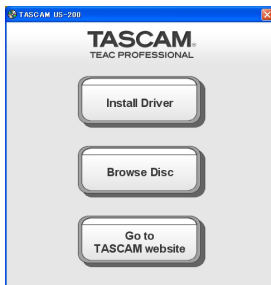 TASCAM US-200
TASCAM.
TEAC PROFESSIONAL
Install Driver
Browse Disc
Go to
TASCAM website